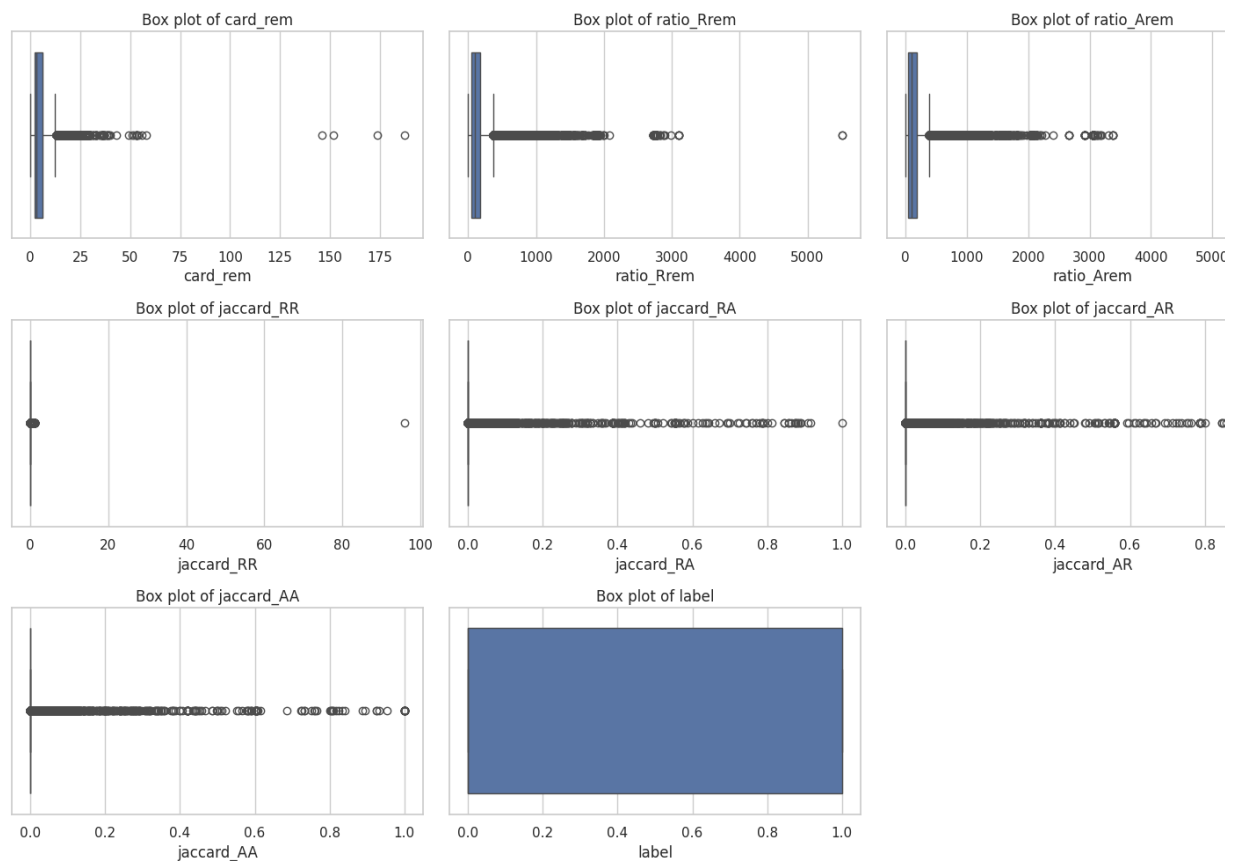 Box plot of card_rem
Box plot of ratio_Rrem
Box plot of ratio_Arem
0 25 50 75 100 125 150 175
0 1000 2000 3000 4000 5000
0 1000 2000 3000 4000
card_rem
ratio_Rrem
ratio_Arem
Box plot of jaccard_RR
Box plot of jaccard_RA
Box plot of jaccard_AR
0 20 40 60 80 100
0.0 0.2 0.4 0.6 0.8 1.0
0.0 0.2 0.4 0.6 0.8
jaccard_RR
jaccard_RA
jaccard_AR
Box plot of jaccard_AA
Box plot of label
0.0 0.2 0.4 0.6 0.8 1.0
0.0 0.2 0.4 0.6 0.8 1.0
jaccard_AA
label